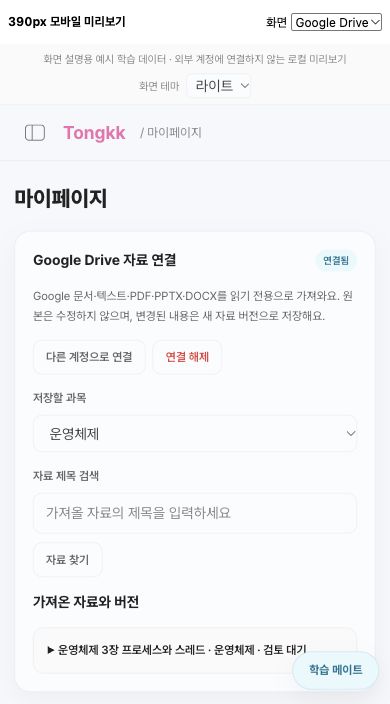 390px 모바일 미리보기
화면 Google Drive
화면 설명용 예시 학습 데이터 · 외부 계정에 연결하지 않는 로컬 미리보기
화면 테마 라이트
Tongkk / 마이페이지
마이페이지
Google Drive 자료 연결 연결됨
Google 문서·텍스트·PDF·PPTX·DOCX를 읽기 전용으로 가져와요. 원
본은 수정하지 않으며, 변경된 내용은 새 자료 버전으로 저장해요.
다른 계정으로 연결 연결 해제
저장할 과목
운영체제
자료 제목 검색
가져올 자료의 제목을 입력하세요
자료 찾기
가져온 자료와 버전
▶ 운영체제 3장 프로세스와 스레드 · 운영체제 · 검토 대기
학습 메이트